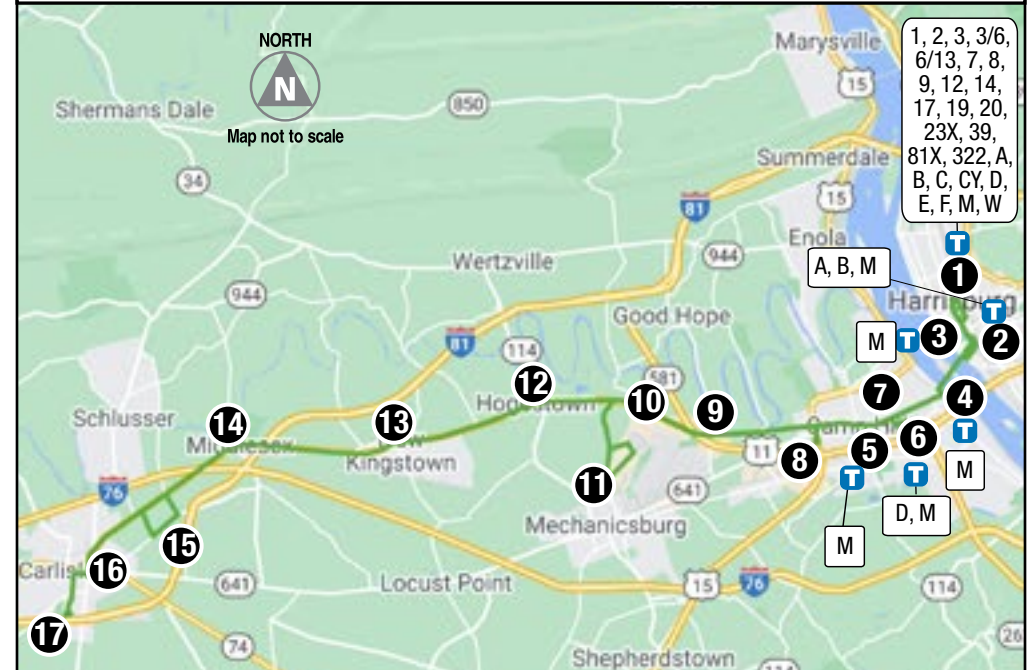 NORTH
N
Map not to scale
Marysville
15
1, 2, 3, 3/6,
6/13, 7, 8,
9, 12, 14,
17, 19, 20,
23X, 39,
81X, 322, A,
B, C, CY, D,
E, F, M, W
T
1
Shermans Dale
850
34
Summerdale
15
81
Enola
944
Wertzville
A, B, M
T
2
944
Good Hope
M
T
3
81
114
12
581
10
9
7
4
T
M
Schlusser
14
13
Kingstown
11
8
5
T
M
6
T
D, M
11
641
Mechanicsburg
76
15
16
641
Locust Point
15
76
114
17
74
Shepherdstown